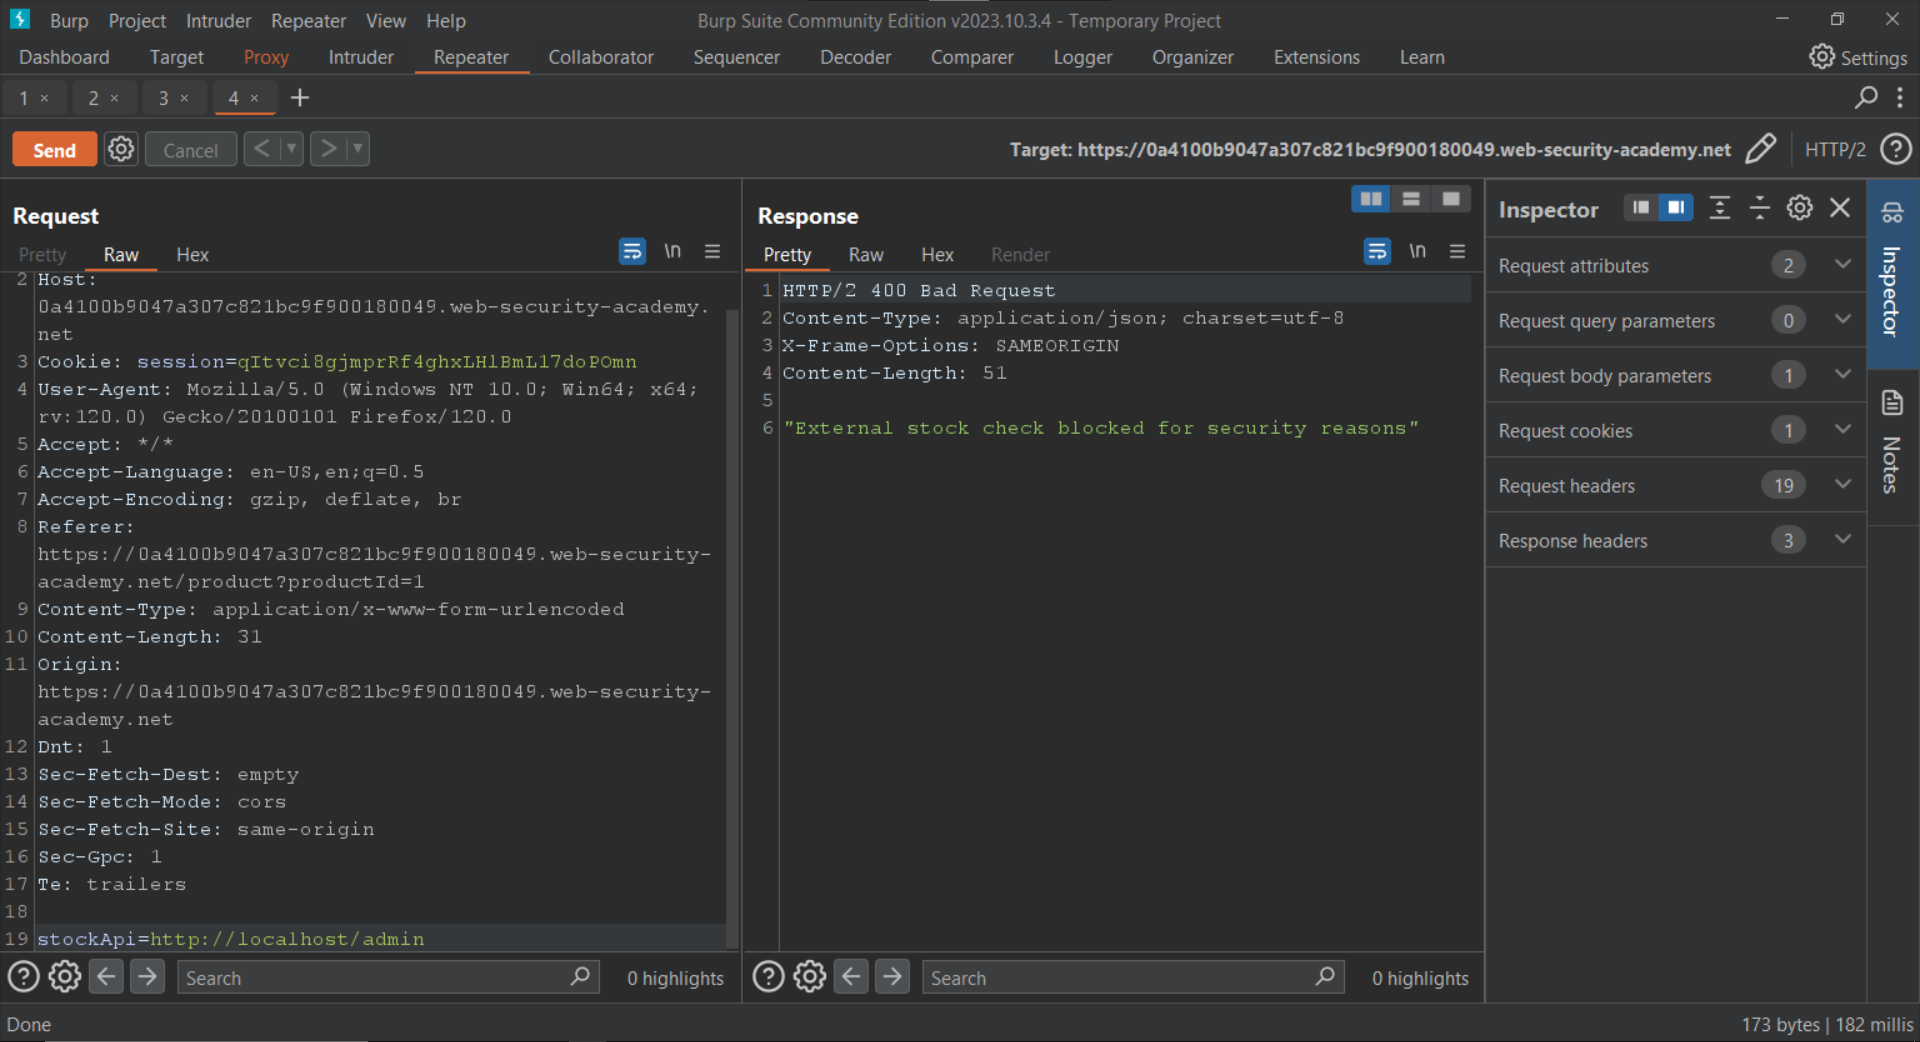 Burp Project Intruder Repeater View Help Burp Suite Community Edition v2023.10.3.4 - Temporary Project
Dashboard Target Proxy Intruder Repeater Collaborator Sequencer Decoder Comparer Logger Organizer Extensions Learn Settings
1 × 2 × 3 × 4 × +
Send Cancel < > Target: https://0a4100b9047a307c821bc9f900180049.web-security-academy.net HTTP/2
Request
Pretty Raw Hex \n
2 Host:
0a4100b9047a307c821bc9f900180049.web-security-academy.
net
3 Cookie: session=qItvci8gjmprRf4ghxLHlBmL17doPOmn
4 User-Agent: Mozilla/5.0 (Windows NT 10.0; Win64; x64;
rv:120.0) Gecko/20100101 Firefox/120.0
5 Accept: */*
6 Accept-Language: en-US,en;q=0.5
7 Accept-Encoding: gzip, deflate, br
8 Referer:
https://0a4100b9047a307c821bc9f900180049.web-security-
academy.net/product?productId=1
9 Content-Type: application/x-www-form-urlencoded
10 Content-Length: 31
11 Origin:
https://0a4100b9047a307c821bc9f900180049.web-security-
academy.net
12 Dnt: 1
13 Sec-Fetch-Dest: empty
14 Sec-Fetch-Mode: cors
15 Sec-Fetch-Site: same-origin
16 Sec-Gpc: 1
17 Te: trailers
18
19 stockApi=http://localhost/admin
Search 0 highlights
Response
Pretty Raw Hex Render \n
1 HTTP/2 400 Bad Request
2 Content-Type: application/json; charset=utf-8
3 X-Frame-Options: SAMEORIGIN
4 Content-Length: 51
5
6 "External stock check blocked for security reasons"
Search 0 highlights
Inspector
Request attributes 2
Request query parameters 0
Request body parameters 1
Request cookies 1
Request headers 19
Response headers 3
Inspector
Notes
Done 173 bytes | 182 millis